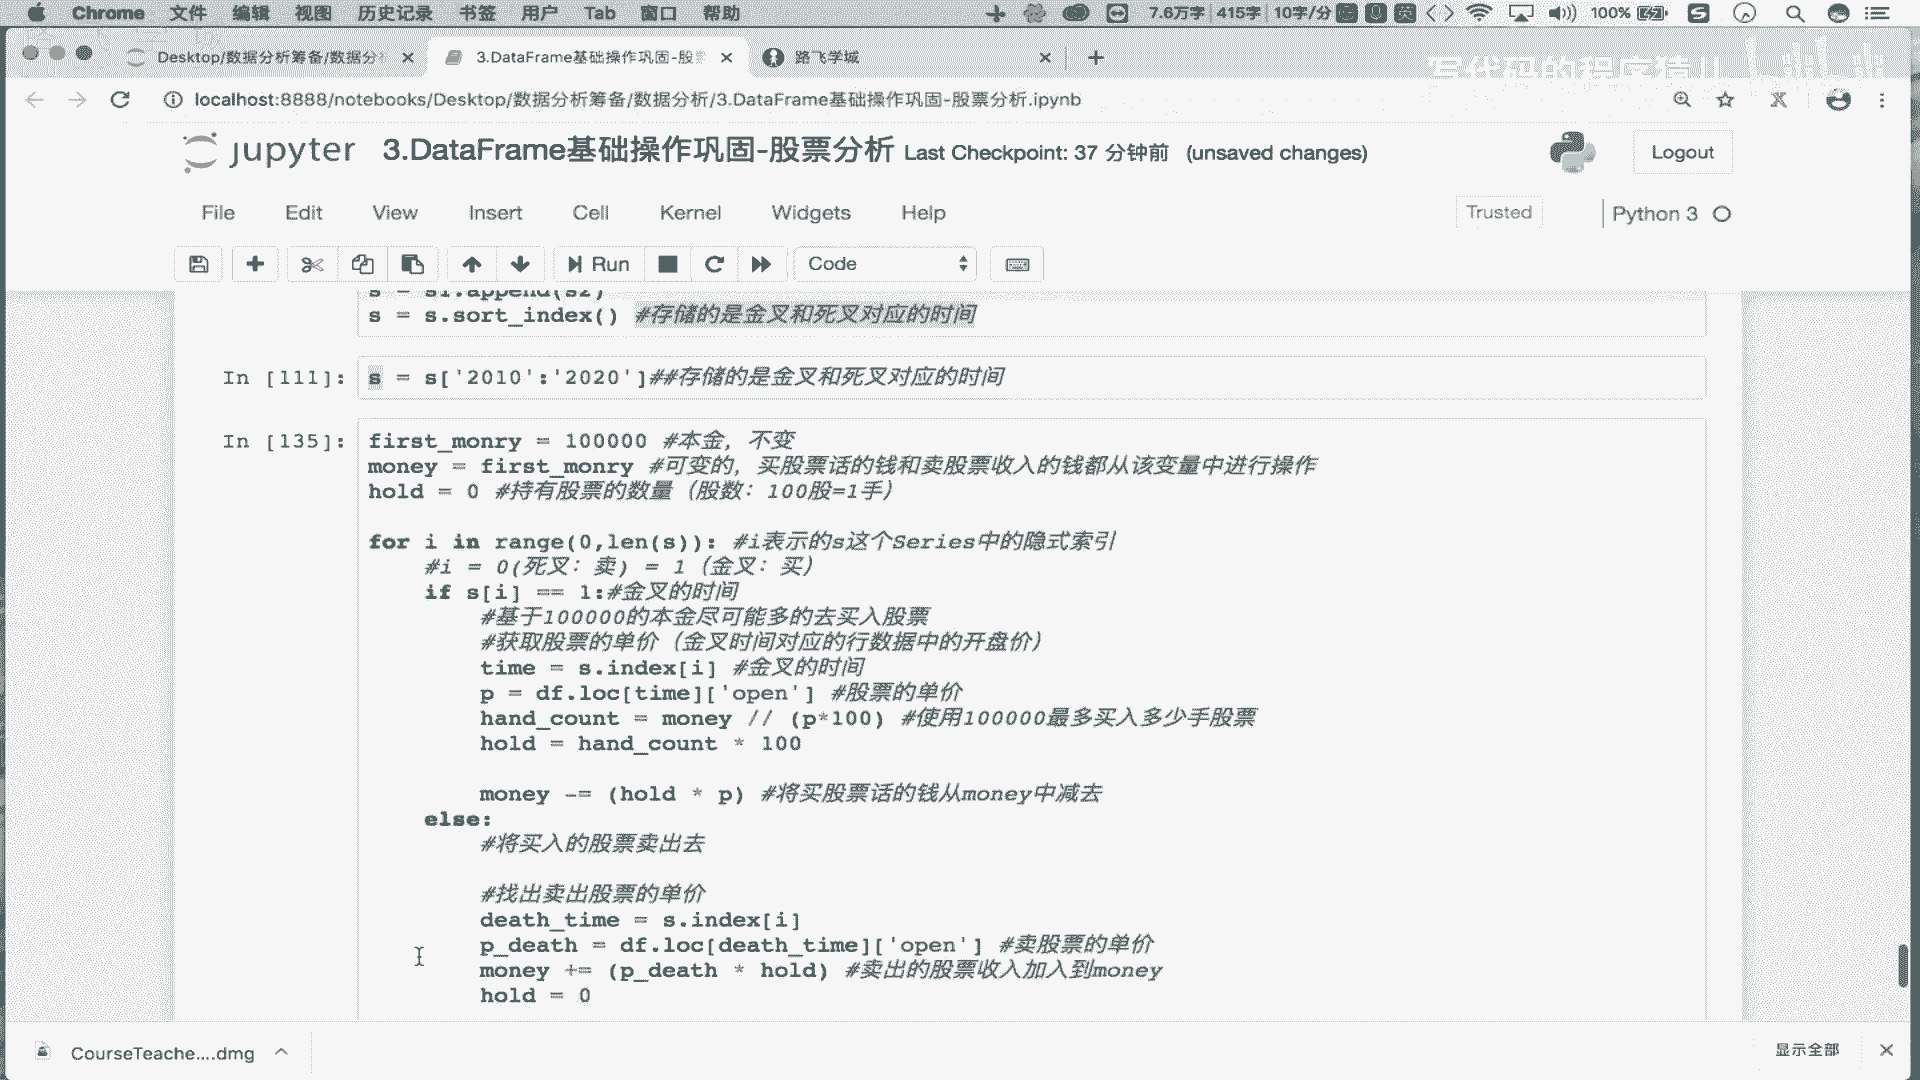 Chrome 文件 编辑 视图 历史记录 书签 用户 Tab 窗口 帮助 7.6万字 415字 10字/分 英 100%
Desktop/数据分析筹备/数据分 3.DataFrame基础操作巩固-股 路飞学城
写代码的程序猿JL bilibili
localhost:8888/notebooks/Desktop/数据分析筹备/数据分析/3.DataFrame基础操作巩固-股票分析.ipynb
jupyter 3.DataFrame基础操作巩固-股票分析 Last Checkpoint: 37 分钟前 (unsaved changes) Logout
File Edit View Insert Cell Kernel Widgets Help Trusted Python 3
Run Code
s = s1.append(s2)
s = s.sort_index() #存储的是金叉和死叉对应的时间
In [111]: s = s['2010':'2020']##存储的是金叉和死叉对应的时间
In [135]: first_monry = 100000 #本金，不变
money = first_monry #可变的，买股票话的钱和卖股票收入的钱都从该变量中进行操作
hold = 0 #持有股票的数量（股数：100股=1手）
for i in range(0,len(s)): #i表示的s这个Series中的隐式索引
#i = 0(死叉：卖) = 1（金叉：买）
if s[i] == 1:#金叉的时间
#基于100000的本金尽可能多的去买入股票
#获取股票的单价（金叉时间对应的行数据中的开盘价）
time = s.index[i] #金叉的时间
p = df.loc[time]['open'] #股票的单价
hand_count = money // (p*100) #使用100000最多买入多少手股票
hold = hand_count * 100
money -= (hold * p) #将买股票话的钱从money中减去
else:
#将买入的股票卖出去
#找出卖出股票的单价
death_time = s.index[i]
p_death = df.loc[death_time]['open'] #卖股票的单价
money += (p_death * hold) #卖出的股票收入加入到money
hold = 0
CourseTeache....dmg 显示全部